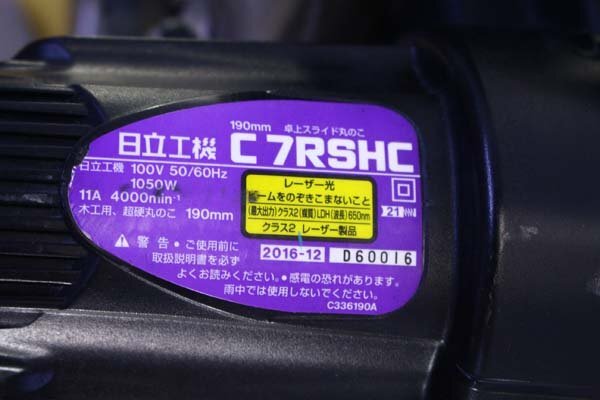 190mm 卓上スライド丸のこ
日立工機 C 7RSHC
日立工機 100V 50/60Hz
1050W
11A 4000min⁻¹
木工用、超硬丸のこ 190mm
レーザー光
ビームをのぞきこまないこと
(最大出力)クラス2(媒質)LDH(波長)650nm
クラス2 レーザー製品
21
⚠ 警告 ● ご使用前に
取扱説明書を必ず
よくお読みください。● 感電の恐れがあります。
雨中では使用しないでください。
2016-12 D60016
C336190A